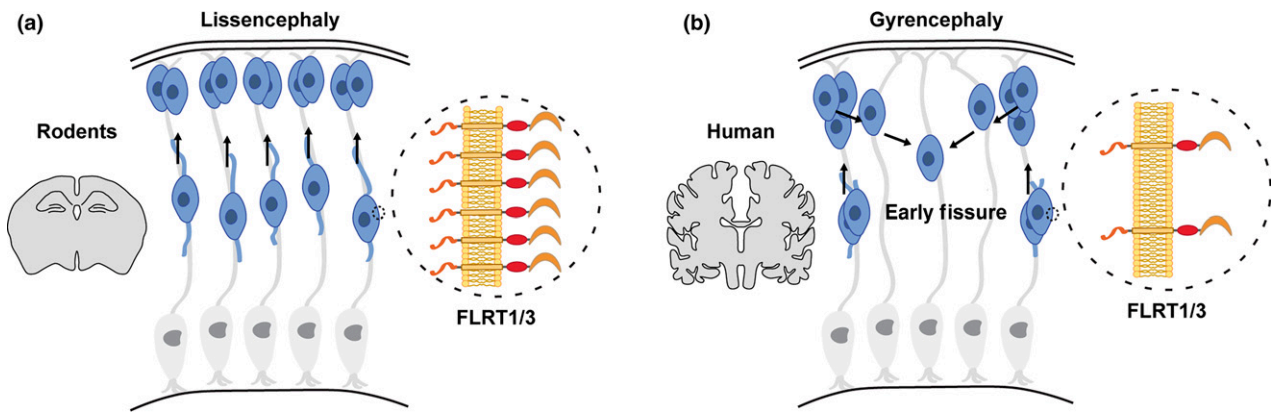 (a)
Lissencephaly
Rodents
FLRT1/3
(b)
Gyrencephaly
Human
Early fissure
FLRT1/3